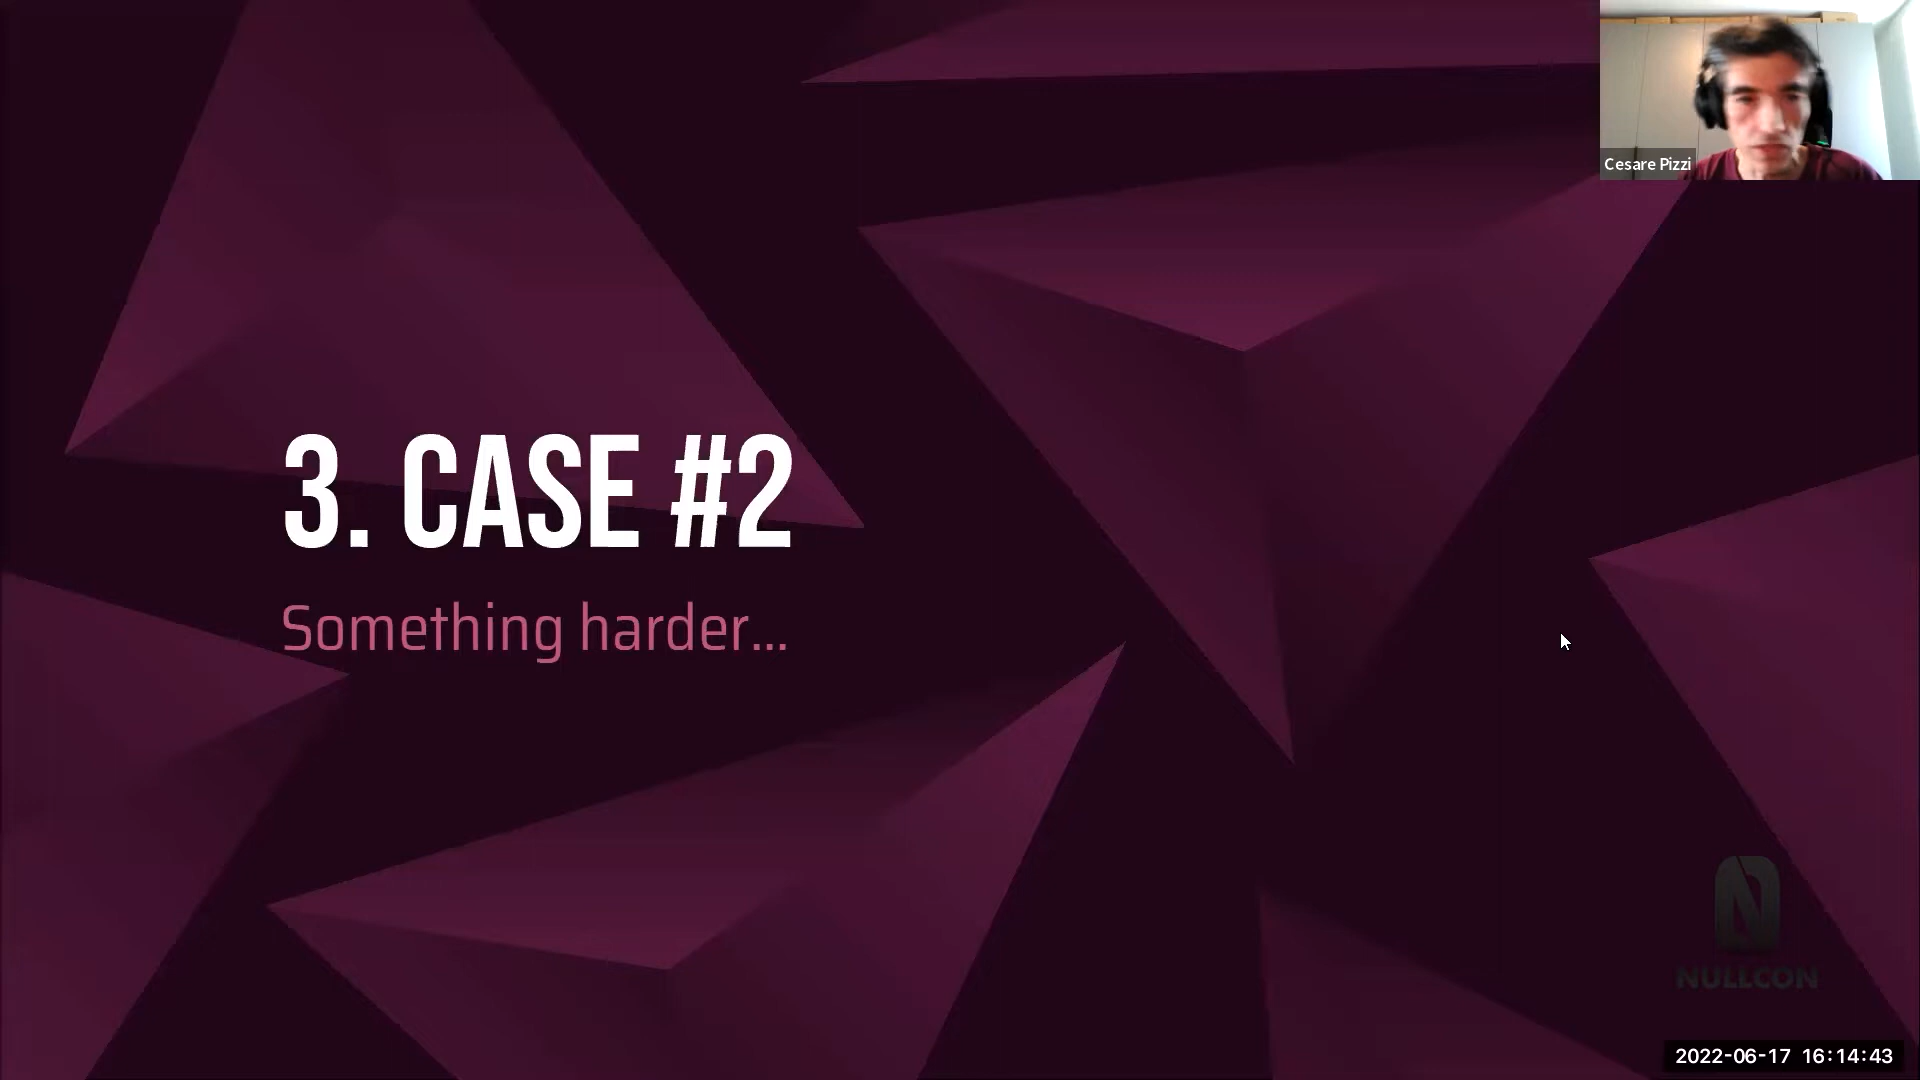 Cesare Pizzi
3. CASE #2
Something harder...
NULLCON
2022-06-17 16:14:43